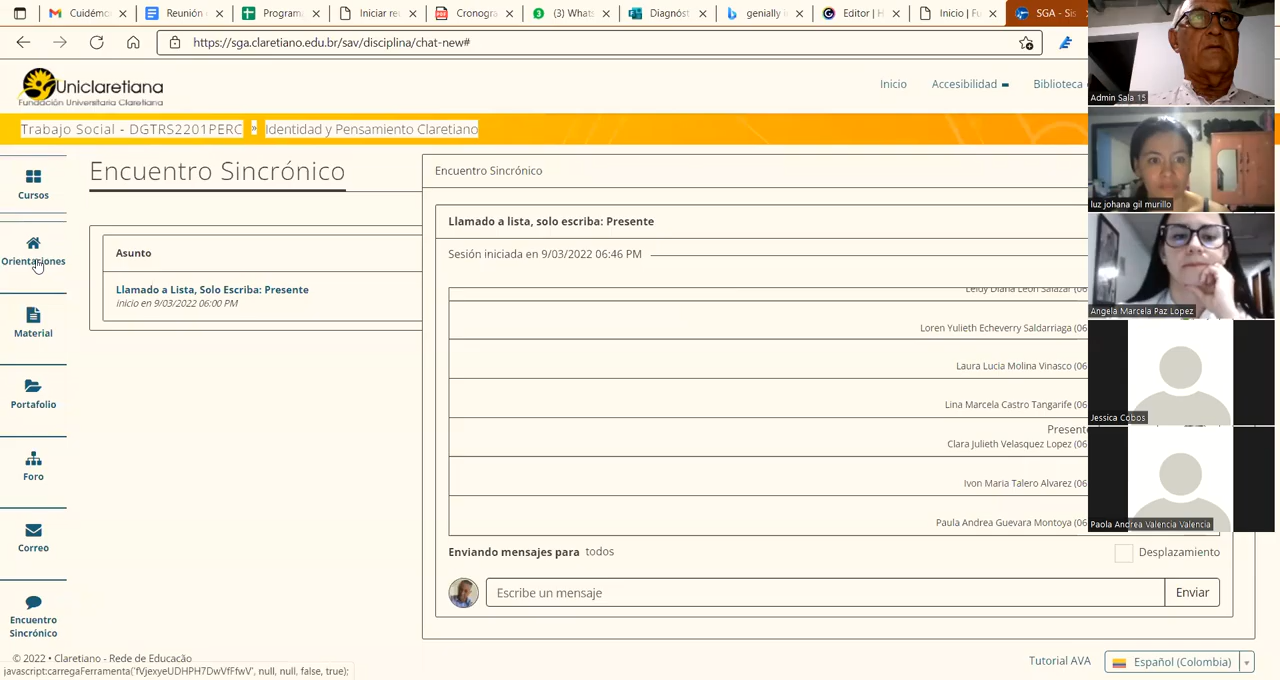 Cuidémo
Reunión
Program
Iniciar re
Cronogra
(3) What
Diagnóst
genially i
Editor | H
Inicio | Fu
SGA - Sis
https://sga.claretiano.edu.br/sav/disciplina/chat-new#
Uniclaretiana
Fundación Universitaria Claretiana
Inicio
Accesibilidad
Biblioteca
Trabajo Social - DGTRS2201PERC » Identidad y Pensamiento Claretiano
Cursos
Orientaciones
Material
Portafolio
Foro
Correo
Encuentro
Sincrónico
Encuentro Sincrónico
Asunto
Llamado a Lista, Solo Escriba: Presente
inicio en 9/03/2022 06:00 PM
Encuentro Sincrónico
Llamado a lista, solo escriba: Presente
Sesión iniciada en 9/03/2022 06:46 PM
Leidy Diana Leon Salazar (06
Loren Yulieth Echeverry Saldarriaga (06
Laura Lucia Molina Vinasco (06
Lina Marcela Castro Tangarife (06
Presente
Clara Julieth Velasquez Lopez (06
Ivon Maria Talero Alvarez (06
Paula Andrea Guevara Montoya (06
Enviando mensajes para todos
Desplazamiento
Escribe un mensaje
Enviar
Admin Sala 15
luz johana gil murillo
Angela Marcela Paz Lopez
Jessica Cobos
Paola Andrea Valencia Valencia
© 2022 • Claretiano - Rede de Educação
javascript:carregaFerramenta('fVjexyeUDHPH7DwVfFfwV', null, null, false, true);
Tutorial AVA
Español (Colombia)